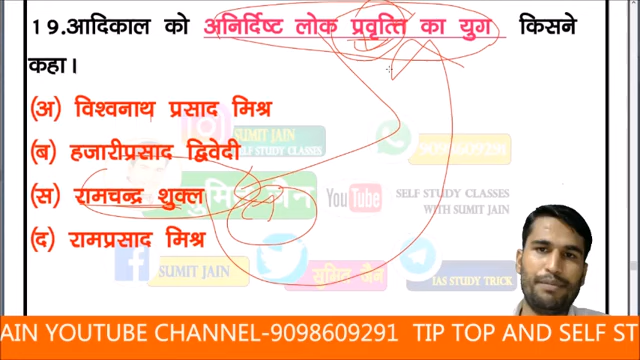 19.आदिकाल को अनिर्दिष्ट लोक प्रवृत्ति का युग किसने
कहा।
(अ) विश्वनाथ प्रसाद मिश्र
(ब) हजारीप्रसाद द्विवेदी
(स) रामचन्द्र शुक्ल
(द) रामप्रसाद मिश्र
SUMIT JAIN
SELF STUDY CLASSES
9098609291
सुमित जैन
YouTube
SELF STUDY CLASSES
WITH SUMIT JAIN
SUMIT JAIN
सुमित जैन
IAS STUDY TRICK
AIN YOUTUBE CHANNEL-9098609291 TIP TOP AND SELF ST